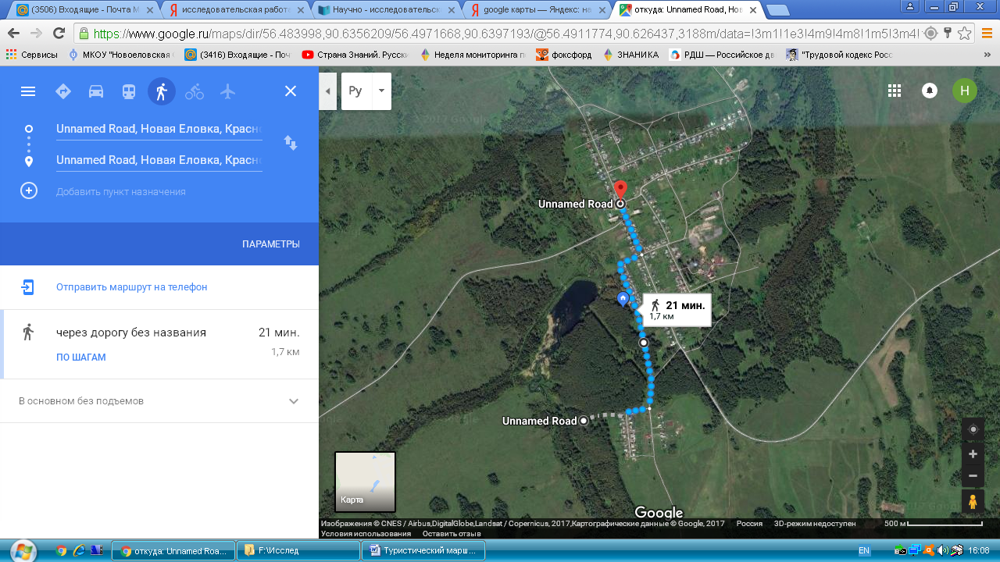 (3506) Входящие - Почта M
исследовательская работ
Научно - исследовательск
google карты — Яндекс: на
откуда: Unnamed Road, Нов
https://www.google.ru/maps/dir/56.483998,90.6356625/56.4971068,90.6397193/@56.4911774,90.626437,3188m/data=!3m1!1e3!4m9!4m8!1m5!3m4!
Сервисы
МКОУ "Новоеловская
(3416) Входящие - Поч
Страна Знаний. Русски
Неделя мониторинга п
фоксфорд
ЗНАНИКА
РДШ — Российское дв
"Трудовой кодекс Росс
»
Ру
Н
Unnamed Road, Новая Еловка, Красно
Unnamed Road, Новая Еловка, Красно
Добавить пункт назначения
ПАРАМЕТРЫ
Отправить маршрут на телефон
через дорогу без названия
21 мин.
ПО ШАГАМ
1,7 км
В основном без подъемов
Unnamed Road
21 мин.
1,7 км
Unnamed Road
Карта
Google
Изображения © CNES / Airbus,DigitalGlobe,Landsat / Copernicus, 2017,Картографические данные © Google, 2017
Россия
3D-режим недоступен
500 м
Условия использования
Оставить отзыв
откуда: Unnamed Roa...
F:\Исслед
Туристический марш...
EN
16:08